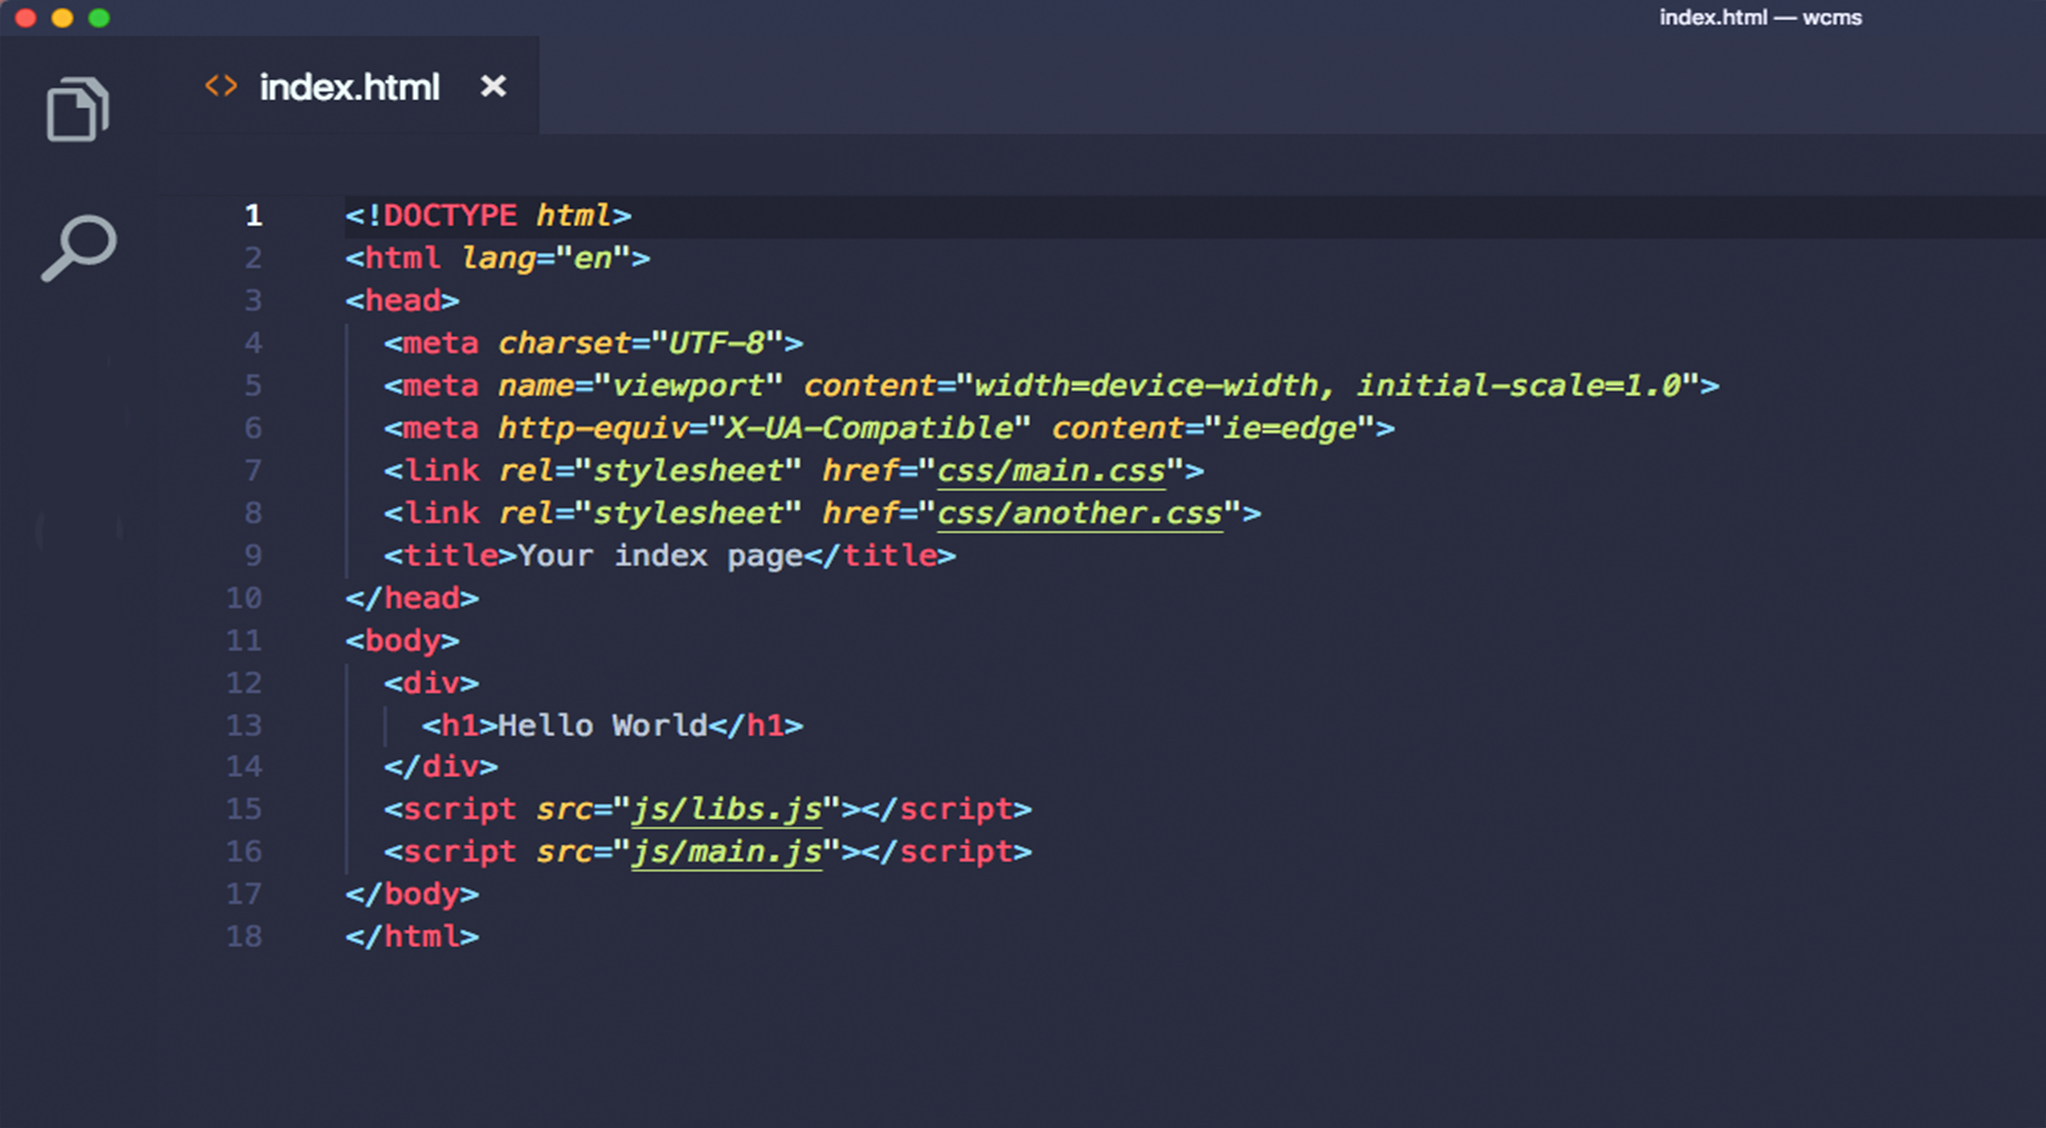 index.html — wcms
<> index.html ×
1 <!DOCTYPE html>
2 <html lang="en">
3 <head>
4   <meta charset="UTF-8">
5   <meta name="viewport" content="width=device-width, initial-scale=1.0">
6   <meta http-equiv="X-UA-Compatible" content="ie=edge">
7   <link rel="stylesheet" href="css/main.css">
8   <link rel="stylesheet" href="css/another.css">
9   <title>Your index page</title>
10 </head>
11 <body>
12   <div>
13     <h1>Hello World</h1>
14   </div>
15   <script src="js/libs.js"></script>
16   <script src="js/main.js"></script>
17 </body>
18 </html>